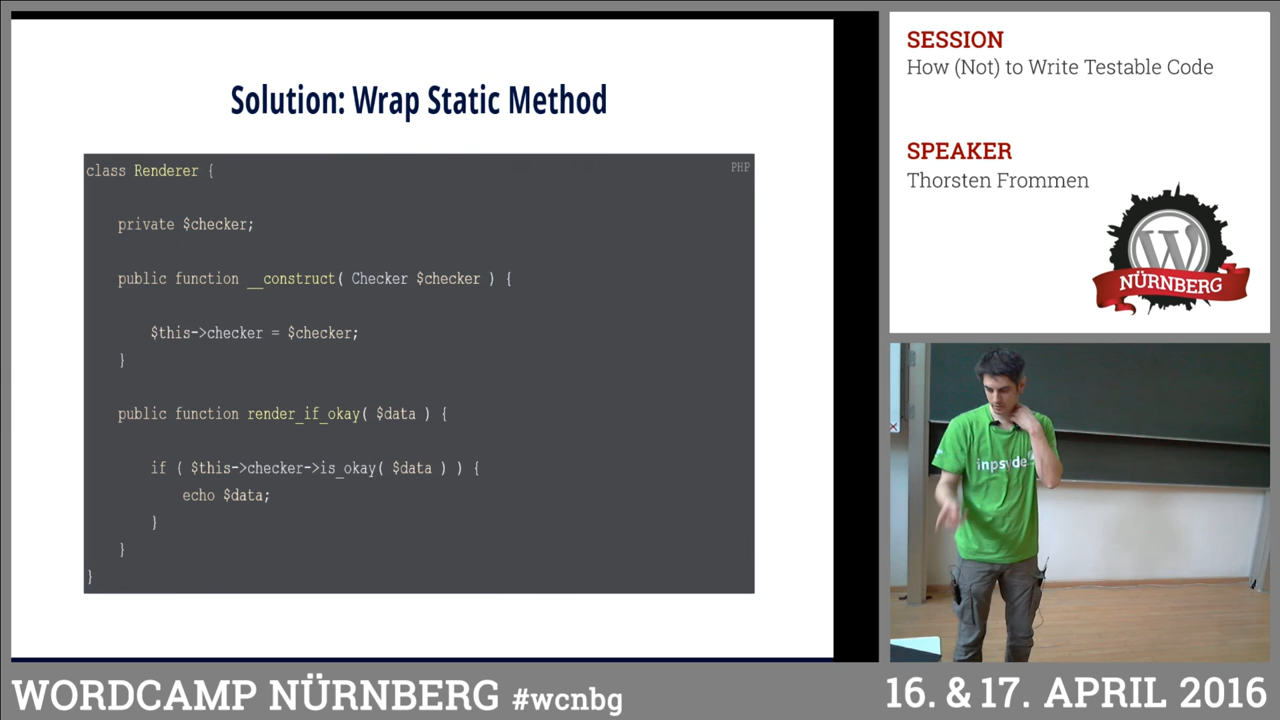 Solution: Wrap Static Method
PHP
class Renderer {
private $checker;
public function __construct( Checker $checker ) {
$this->checker = $checker;
}
public function render_if_okay( $data ) {
if ( $this->checker->is_okay( $data ) ) {
echo $data;
}
}
}
SESSION
How (Not) to Write Testable Code
SPEAKER
Thorsten Frommen
W
NÜRNBERG
inpsyde
WORDCAMP NÜRNBERG #wcnbg
16. & 17. APRIL 2016